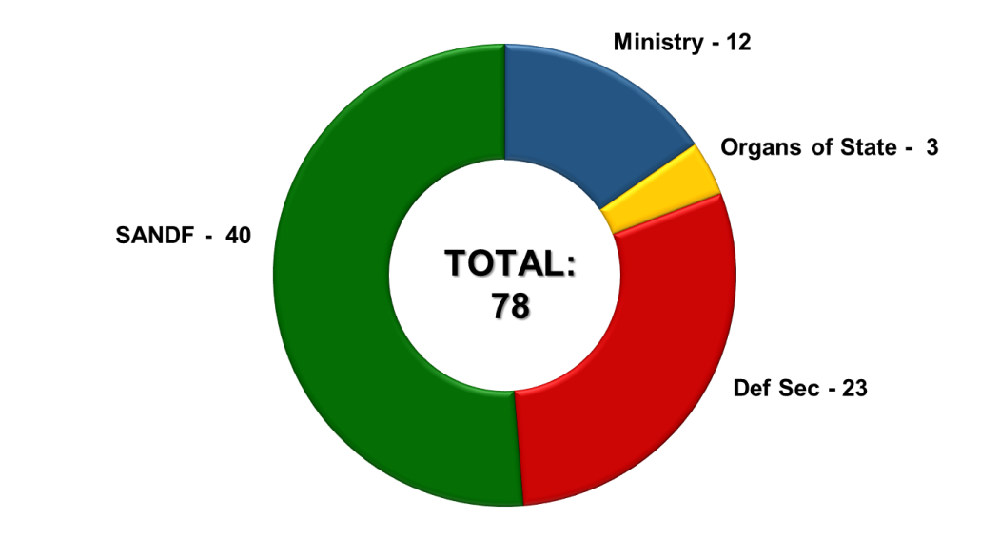 Ministry - 12
Organs of State - 3
SANDF - 40
TOTAL:
78
Def Sec - 23